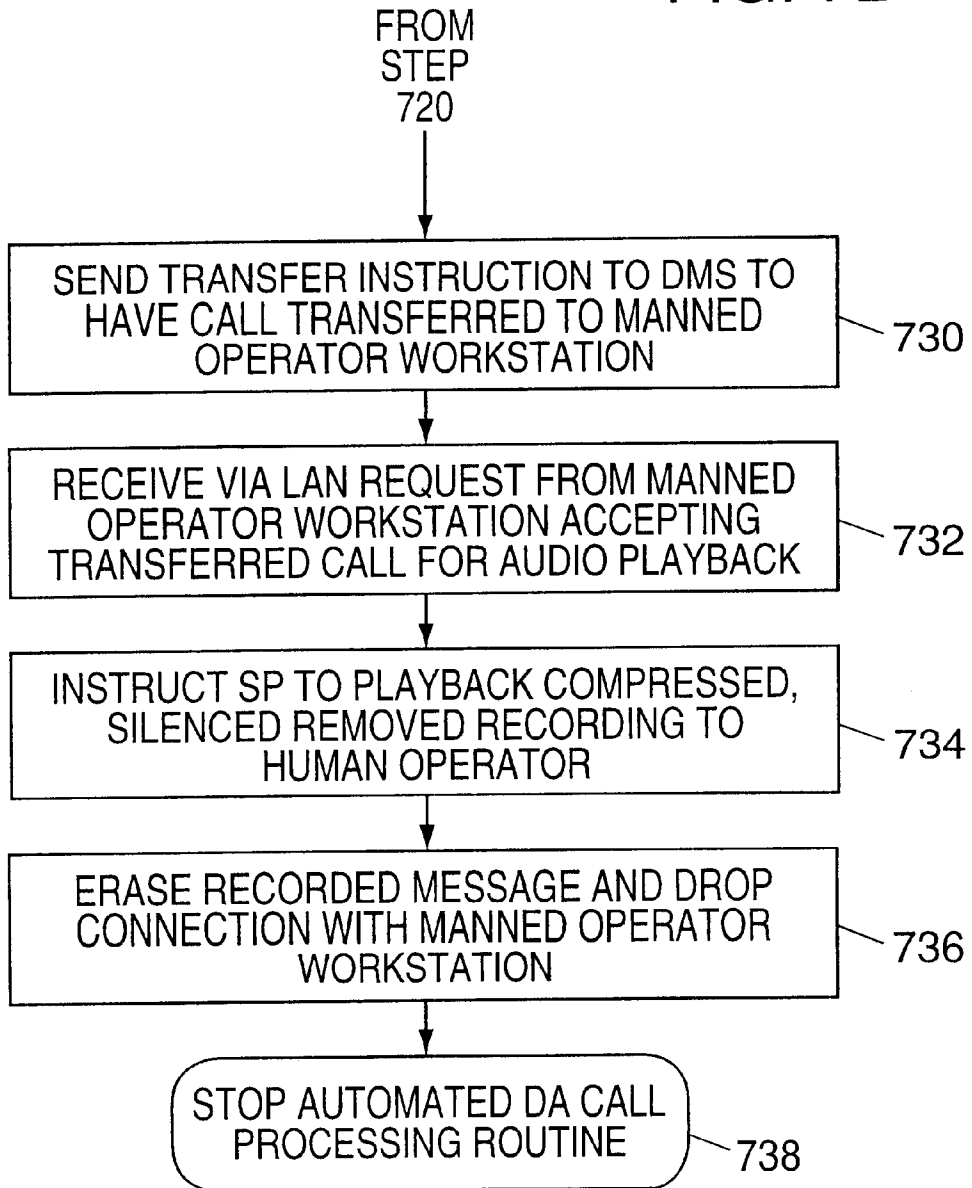 FROM
STEP
720
SEND TRANSFER INSTRUCTION TO DMS TO
HAVE CALL TRANSFERRED TO MANNED
OPERATOR WORKSTATION
730
RECEIVE VIA LAN REQUEST FROM MANNED
OPERATOR WORKSTATION ACCEPTING
TRANSFERRED CALL FOR AUDIO PLAYBACK
732
INSTRUCT SP TO PLAYBACK COMPRESSED,
SILENCED REMOVED RECORDING TO
HUMAN OPERATOR
734
ERASE RECORDED MESSAGE AND DROP
CONNECTION WITH MANNED OPERATOR
WORKSTATION
736
STOP AUTOMATED DA CALL
PROCESSING ROUTINE
738